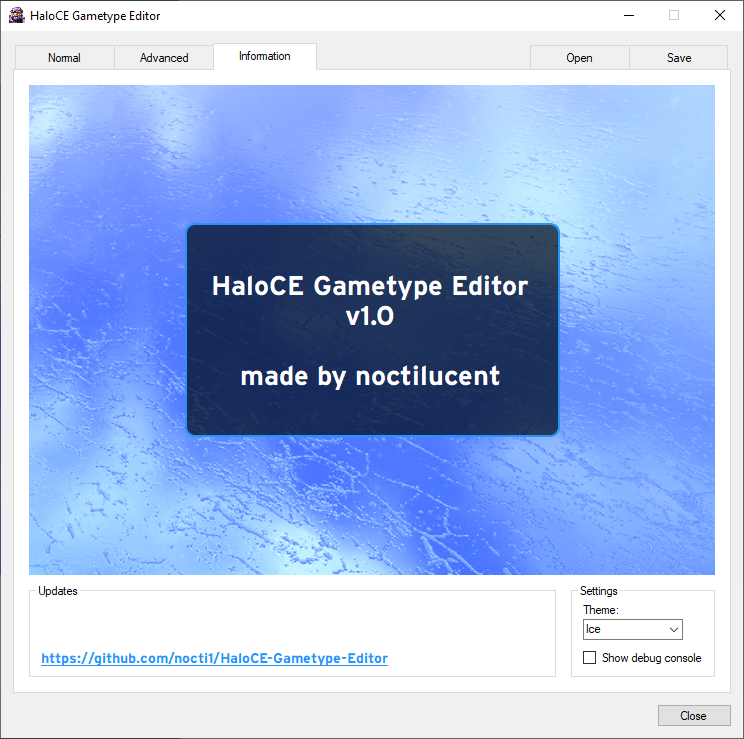 HaloCE Gametype Editor
Normal
Advanced
Information
Open
Save
HaloCE Gametype Editor
v1.0
made by noctilucent
Updates
https://github.com/nocti1/HaloCE-Gametype-Editor
Settings
Theme:
Ice
Show debug console
Close